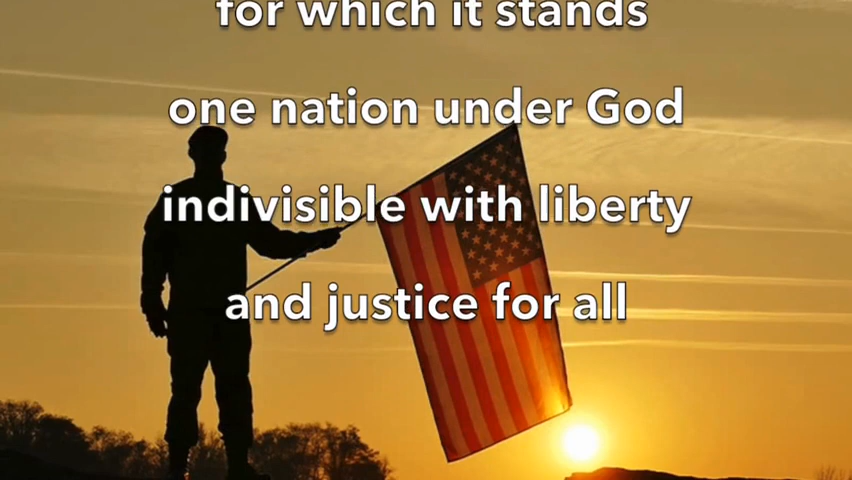 for which it stands
one nation under God
indivisible with liberty
and justice for all